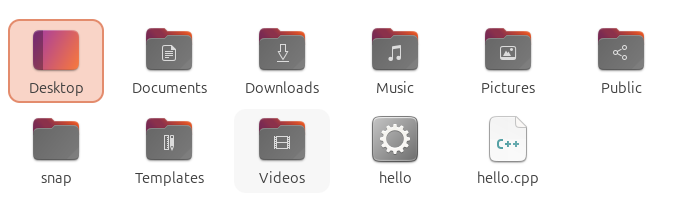 Desktop Documents Downloads Music Pictures Public
C++
snap Templates Videos hello hello.cpp